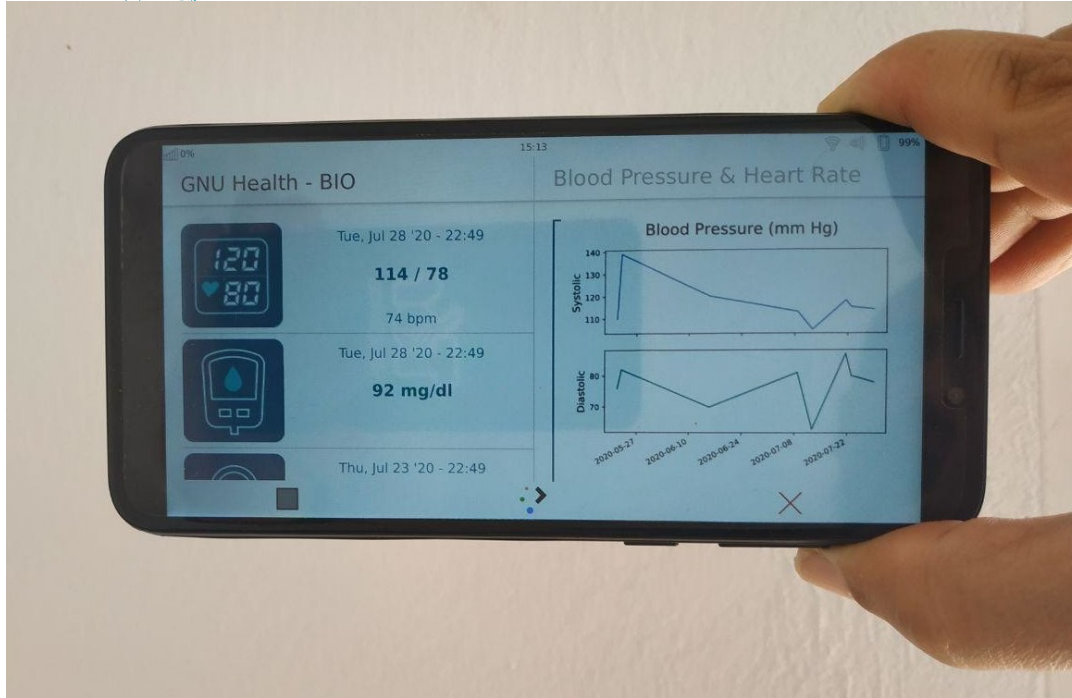 0%
15:13
99%
GNU Health - BIO
Blood Pressure & Heart Rate
120
80
Tue, Jul 28 '20 - 22:49
114 / 78
74 bpm
Tue, Jul 28 '20 - 22:49
92 mg/dl
Thu, Jul 23 '20 - 22:49
Blood Pressure (mm Hg)
Systolic
140
130
120
110
Diastolic
80
70
2020-05-27
2020-06-10
2020-06-24
2020-07-08
2020-07-22